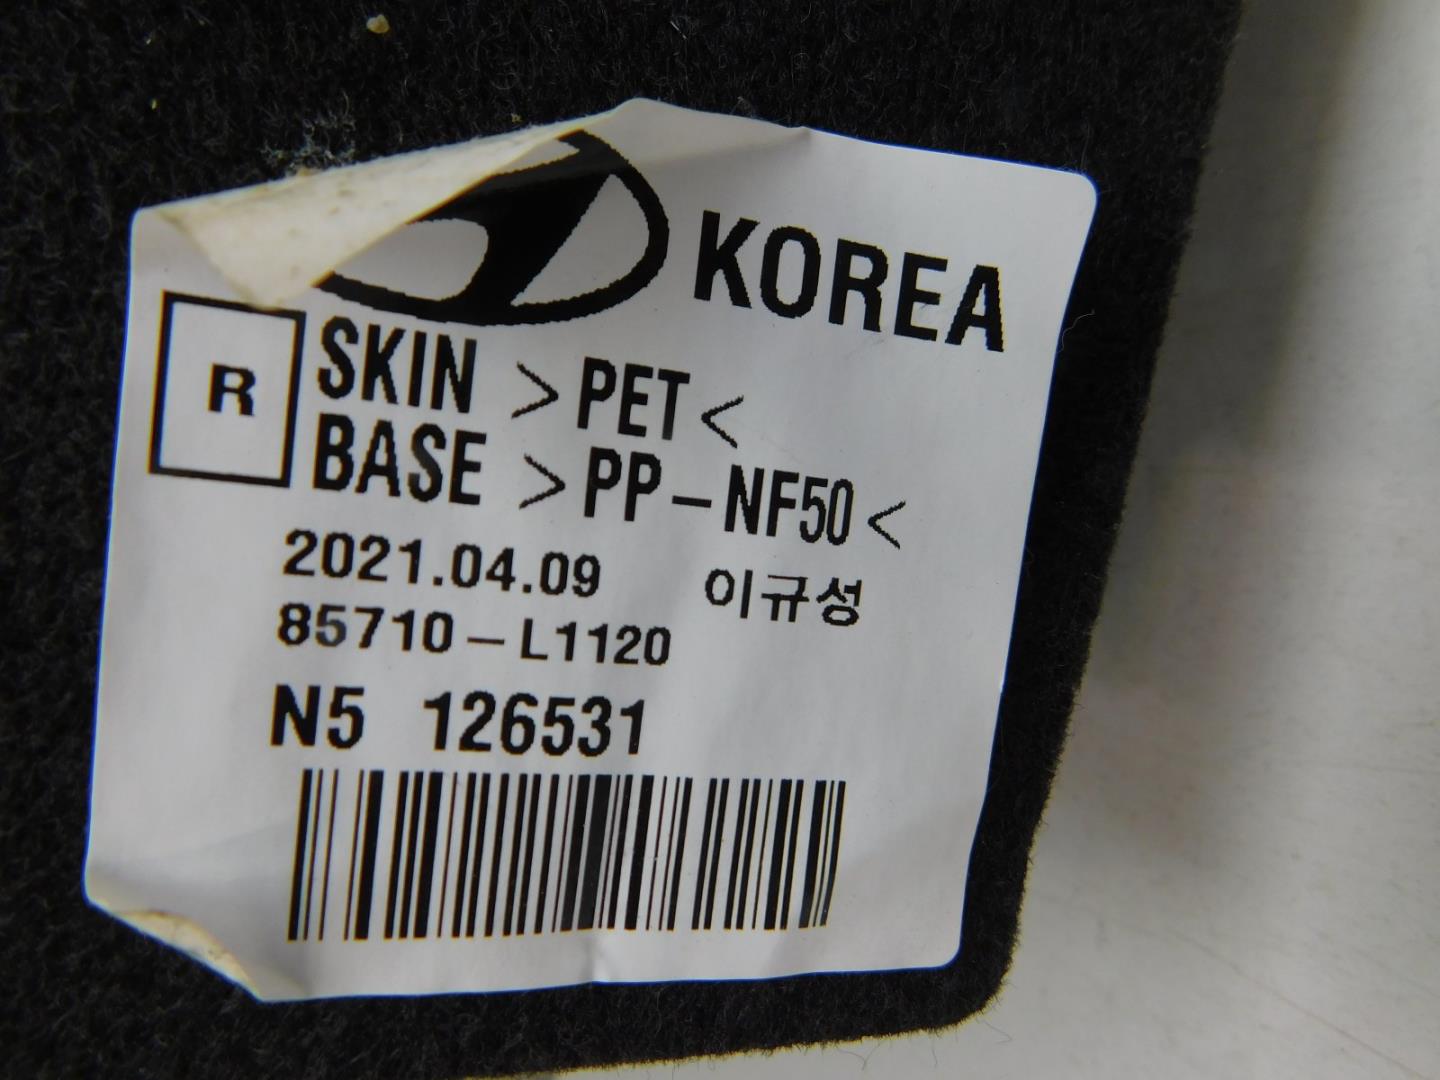 KOREA
R
SKIN >PET<
BASE >PP-NF50<
2021.04.09 이규성
85710-L1120
N5 126531